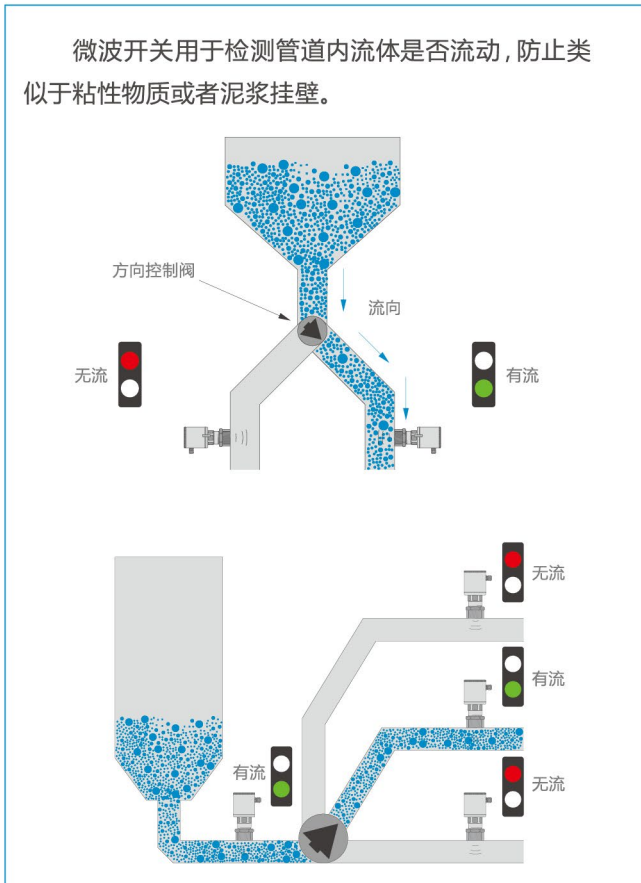 微波开关用于检测管道内流体是否流动,防止类
似于粘性物质或者泥浆挂壁。
方向控制阀
流向
无流
有流
无流
有流
有流
无流